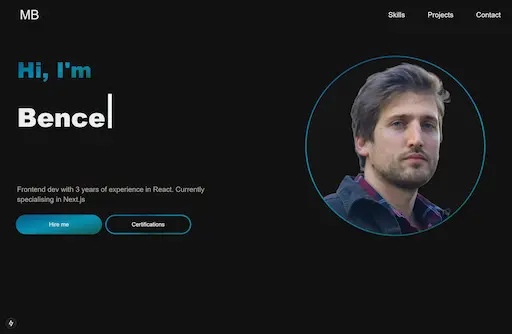 MB
Skills Projects Contact
Hi, I'm
Bence
Frontend dev with 3 years of experience in React. Currently
specialising in Next.js
Hire me Certifications